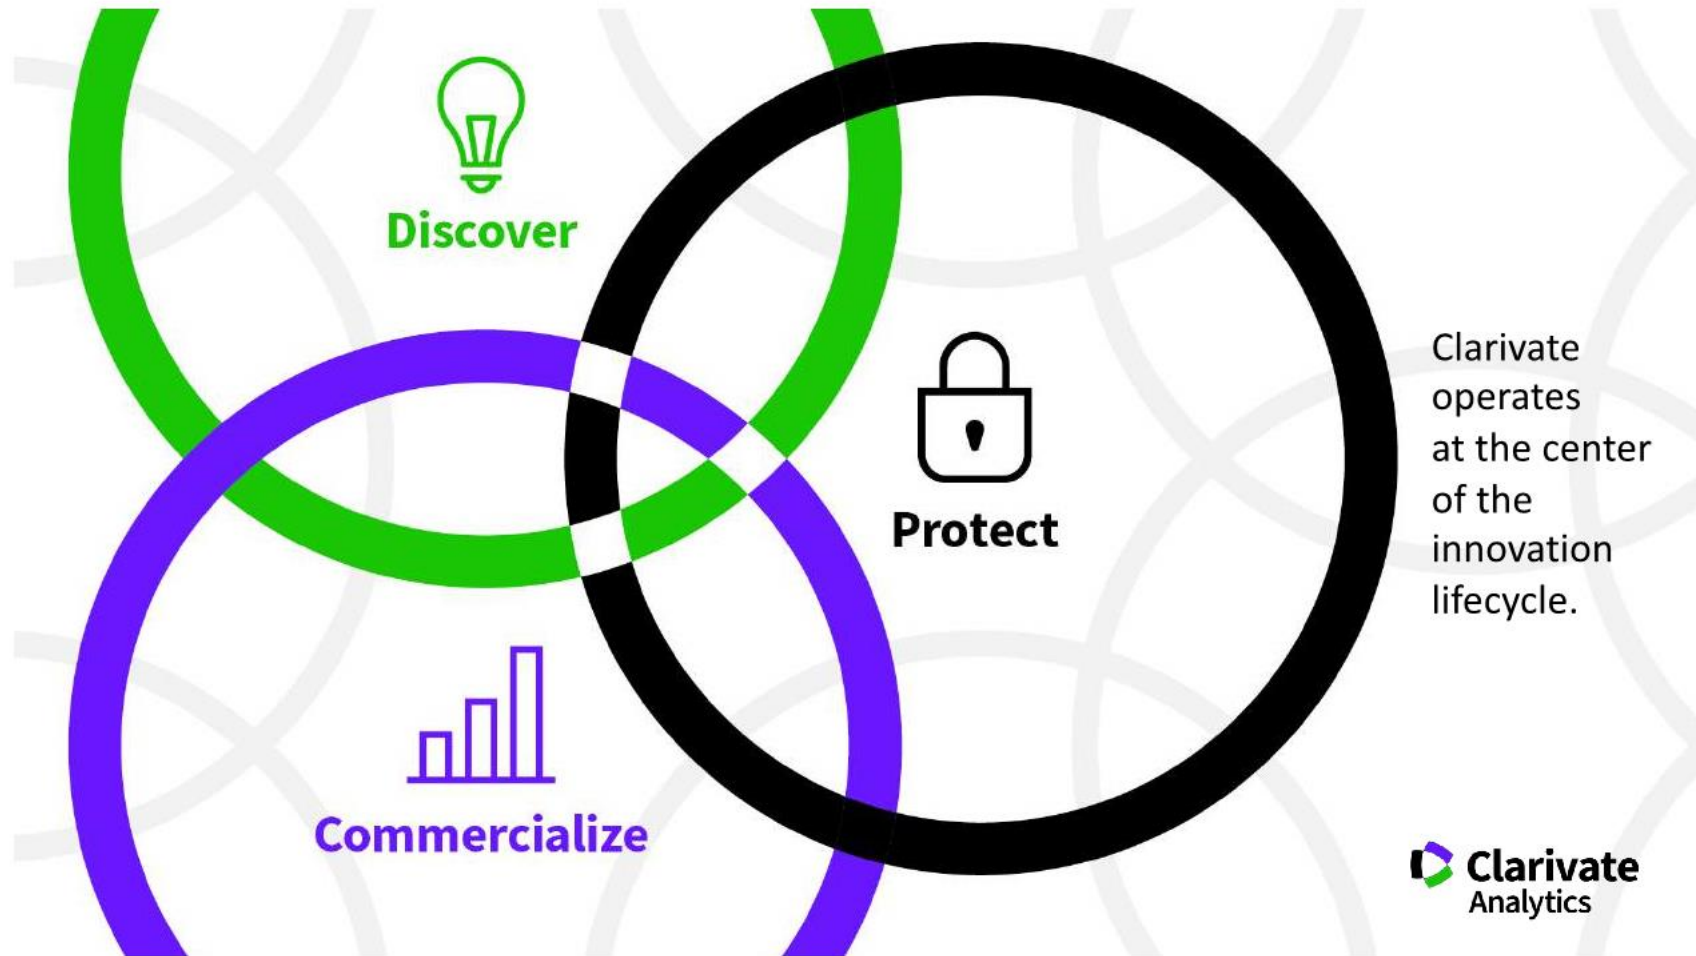 Discover
Protect
Commercialize
Clarivate
operates
at the center
of the
innovation
lifecycle.
Clarivate
Analytics